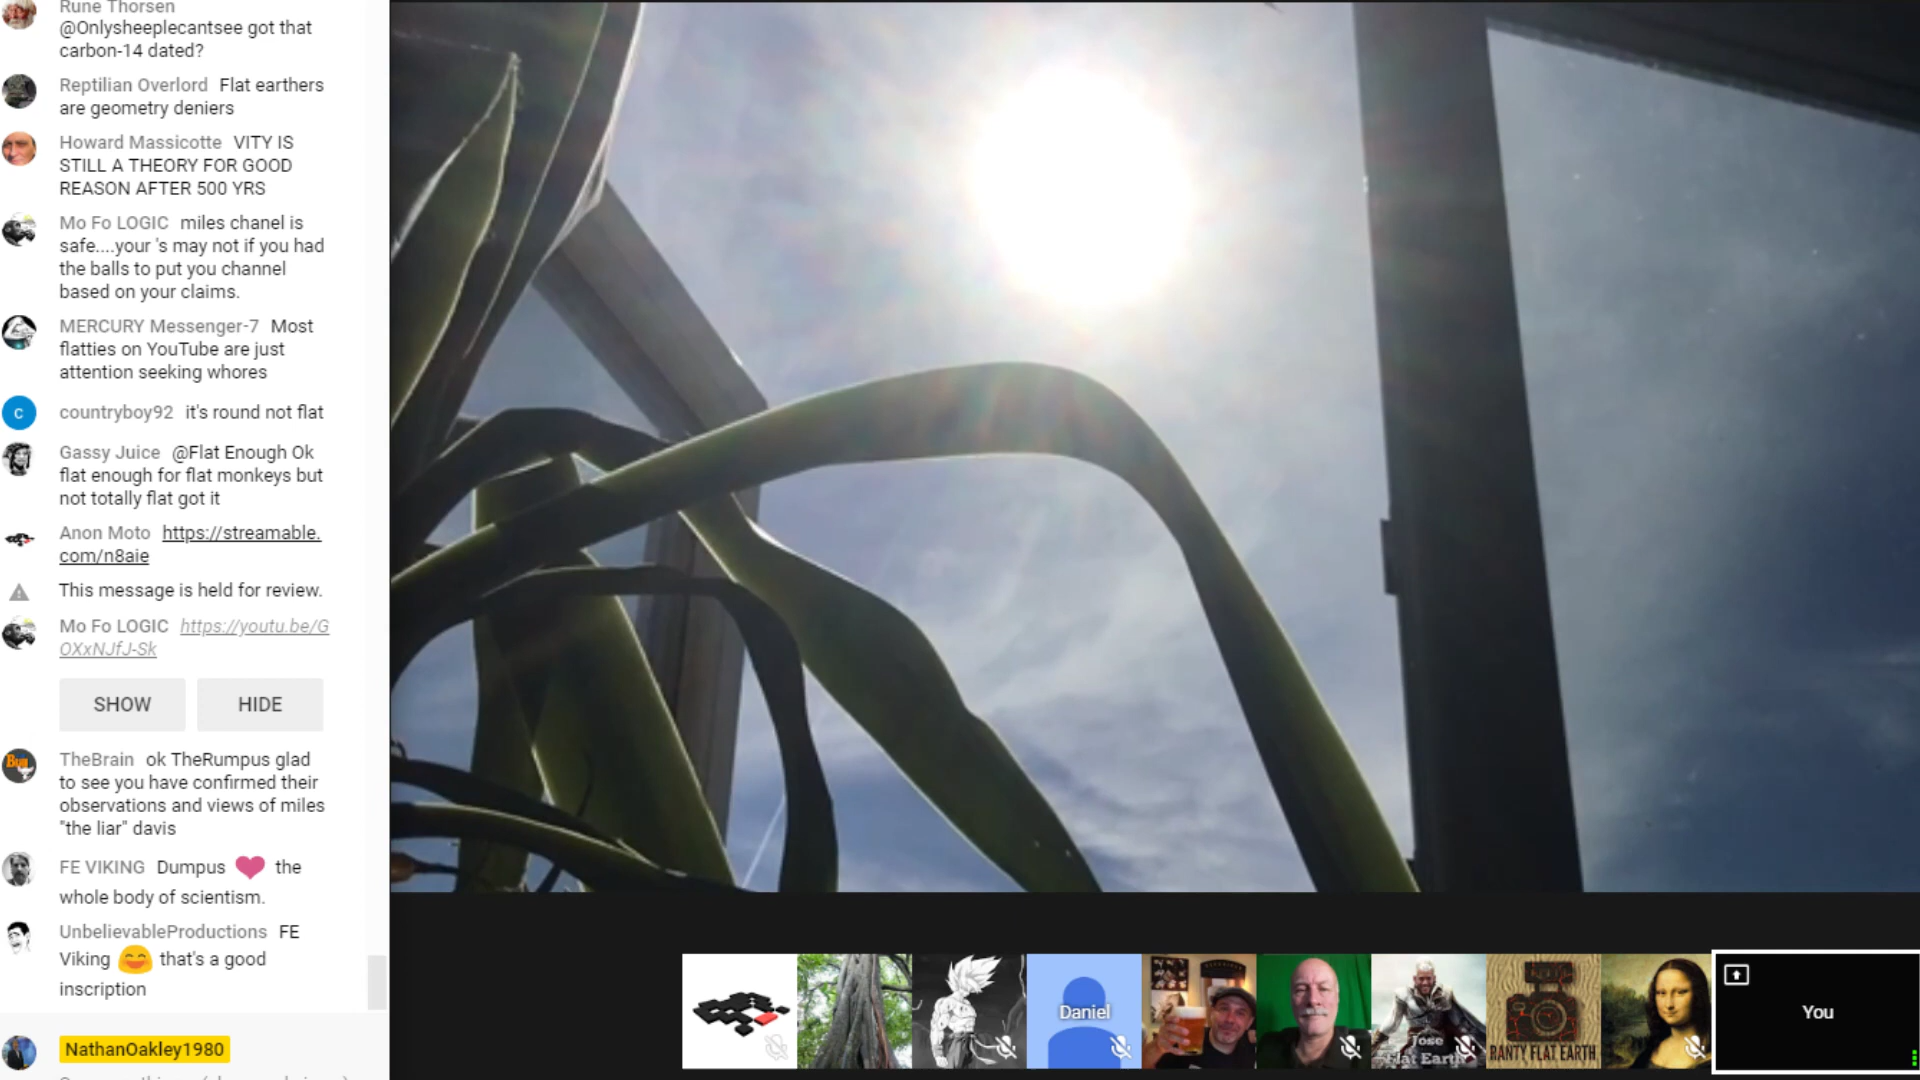 Rune Thorsen
@Onlysheeplecantsee got that
carbon-14 dated?
Reptilian Overlord Flat earthers
are geometry deniers
Howard Massicotte VITY IS
STILL A THEORY FOR GOOD
REASON AFTER 500 YRS
Mo Fo LOGIC miles chanel is
safe....your 's may not if you had
the balls to put you channel
based on your claims.
MERCURY Messenger-7 Most
flatties on YouTube are just
attention seeking whores
C
countryboy92 it's round not flat
Gassy Juice @Flat Enough Ok
flat enough for flat monkeys but
not totally flat got it
Anon Moto https://streamable.
com/n8aie
This message is held for review.
Mo Fo LOGIC https://youtu.be/G
OXxNJfJ-Sk
SHOW HIDE
TheBrain ok TheRumpus glad
to see you have confirmed their
observations and views of miles
"the liar" davis
FE VIKING Dumpus the
whole body of scientism.
UnbelievableProductions FE
Viking that's a good
inscription
NathanOakley1980
Daniel
Jose
Flat Earth
RANTY FLAT EARTH
You